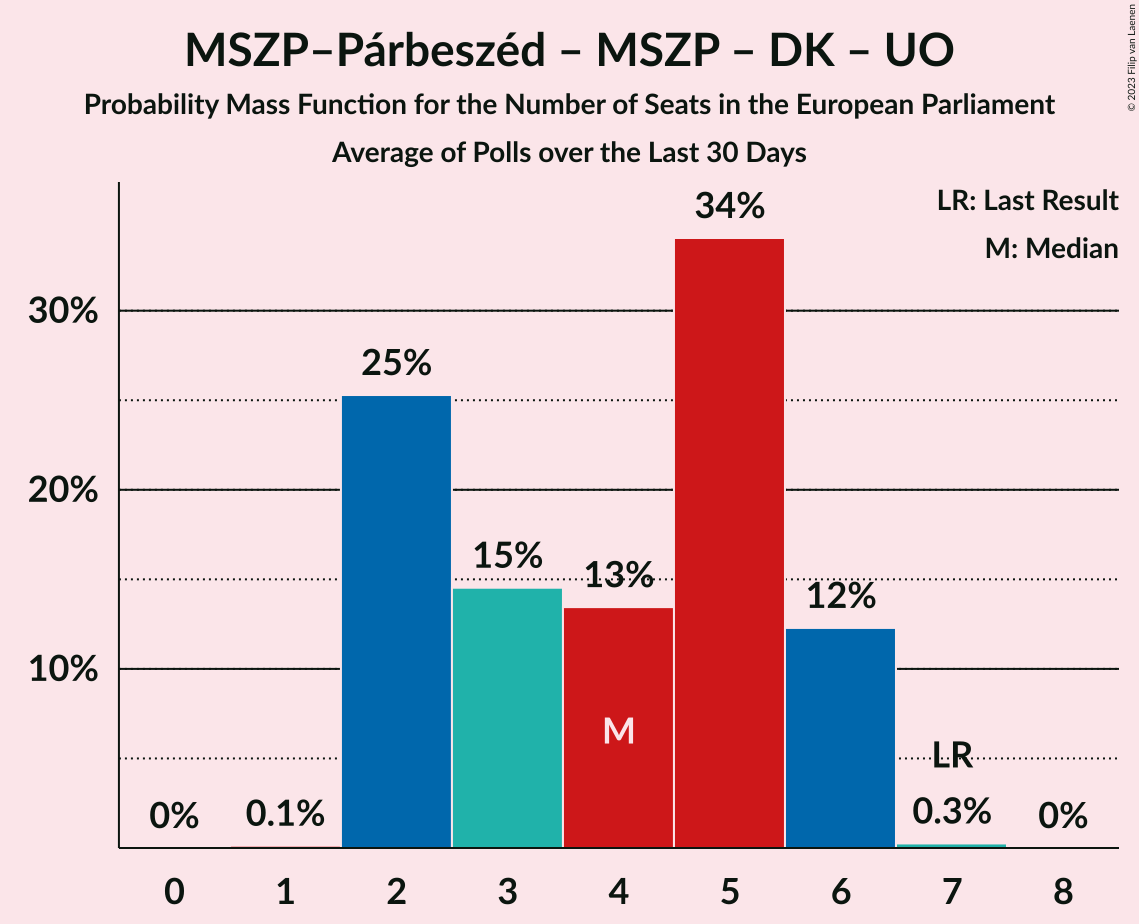 MSZP–Párbeszéd – MSZP – DK – UO
Probability Mass Function for the Number of Seats in the European Parliament
Average of Polls over the Last 30 Days
© 2023 Filip van Laenen
LR: Last Result
M: Median
34%
30%
25%
20%
15%
13%
12%
10%
M
LR
0%
0.1%
0.3%
0%
0 1 2 3 4 5 6 7 8